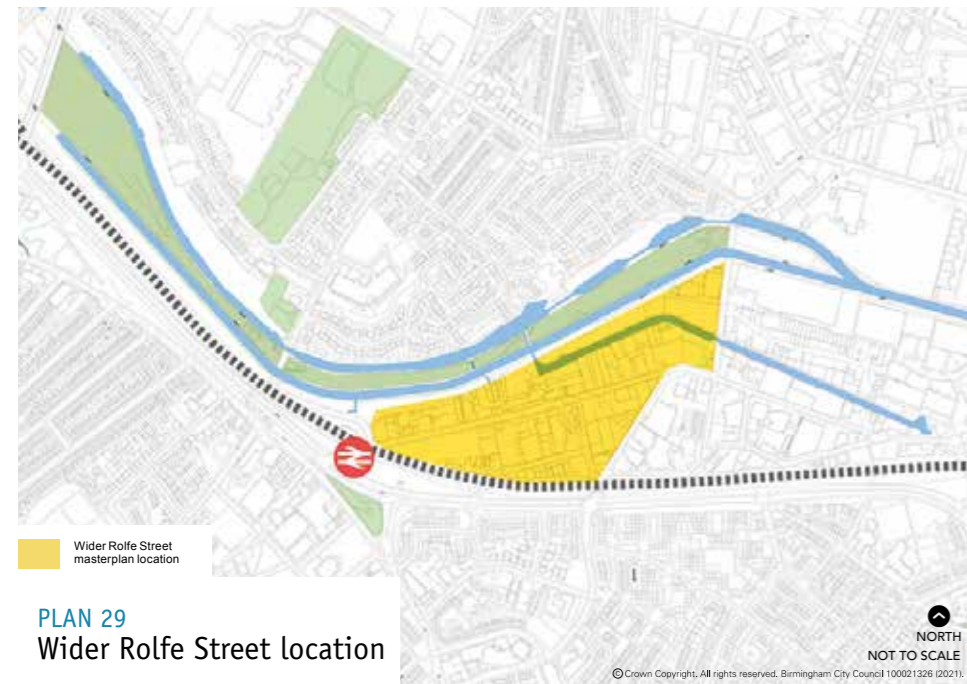 Wider Rolfe Street
masterplan location
PLAN 29
Wider Rolfe Street location
NORTH
NOT TO SCALE
© Crown Copyright. All rights reserved. Birmingham City Council 100021326 (2021).